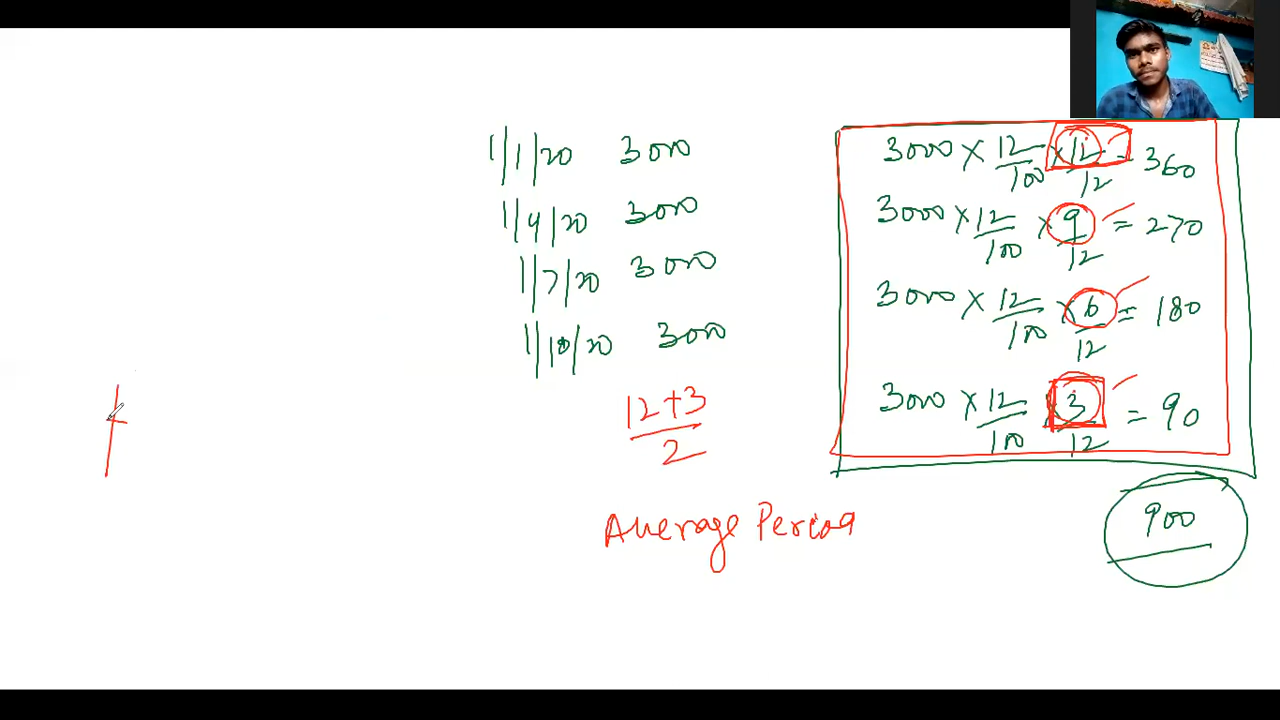 1/1/20 3000
1/4/20 3000
1/7/20 3000
1/10/20 3000
12+3
2
Average Period
3000 × 12/100 × 12/12 = 360
3000 × 12/100 × 9/12 = 270
3000 × 12/100 × 6/12 = 180
3000 × 12/100 × 3/12 = 90
900